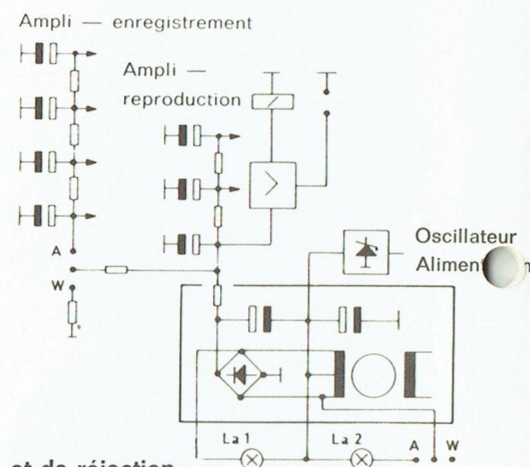 Ampli — enregistrement
Ampli —
reproduction
A
W
Oscillateur
La 1
La 2
A
W
et de réjection